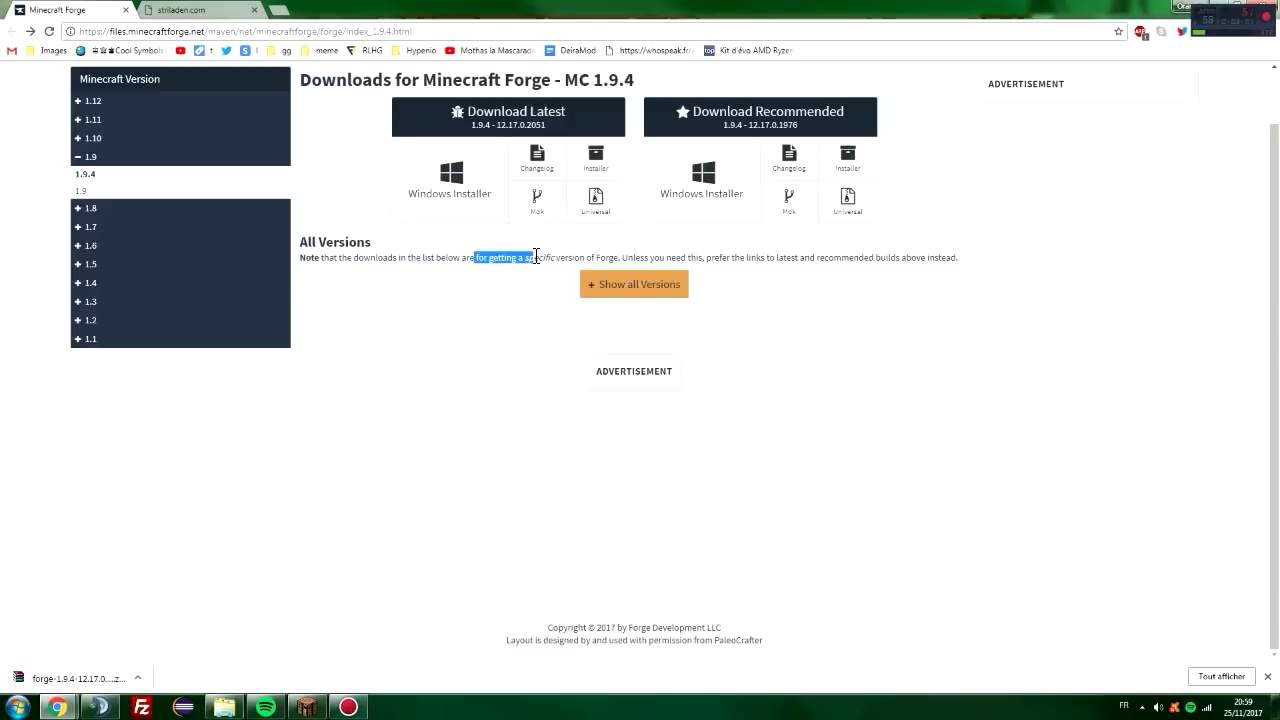 Minecraft Forge
striladen.com
https://files.minecraftforge.net/maven/net/minecraftforge/forge/index_1.9.4.html
Images
Cool Symbols
t
I
gg
meme
RLHG
Hypenio
Mothas la Mascarade
DeiraMod
https://whospeak.fr/
Kit d'évo AMD Ryzen
Minecraft Version
1.12
1.11
1.10
1.9
1.9.4
1.9
1.8
1.7
1.6
1.5
1.4
1.3
1.2
1.1
Downloads for Minecraft Forge - MC 1.9.4
Download Latest
1.9.4 - 12.17.0.2051
Windows Installer
Changelog
Installer
Mdk
Universal
Download Recommended
1.9.4 - 12.17.0.1976
Windows Installer
Changelog
Installer
Mdk
Universal
All Versions
Note that the downloads in the list below are for getting a specific version of Forge. Unless you need this, prefer the links to latest and recommended builds above instead.
+ Show all Versions
ADVERTISEMENT
ADVERTISEMENT
Copyright © 2017 by Forge Development LLC
Layout is designed by and used with permission from PaleoCrafter
forge-1.9.4-12.17.0....z...
Tout afficher
FR
20:59
25/11/2017